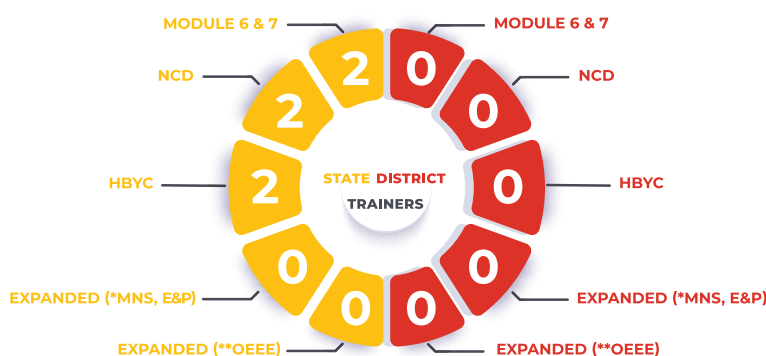 MODULE 6 & 7 MODULE 6 & 7
2 0
NCD NCD
2 0
HBYC 2 STATE DISTRICT 0 HBYC
TRAINERS
0 0
EXPANDED (*MNS, E&P) EXPANDED (*MNS, E&P)
0 0
EXPANDED (**OEEE) EXPANDED (**OEEE)